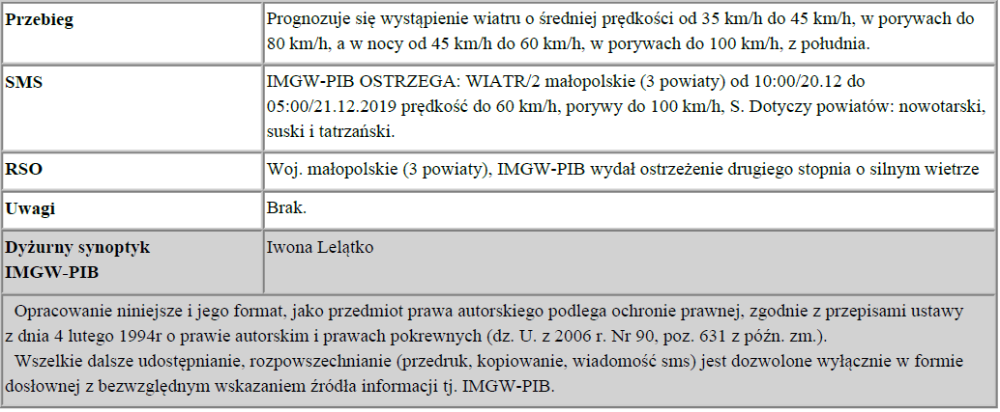 Przebieg
Prognozuje się wystąpienie wiatru o średniej prędkości od 35 km/h do 45 km/h, w porywach do
80 km/h, a w nocy od 45 km/h do 60 km/h, w porywach do 100 km/h, z południa.
SMS
IMGW-PIB OSTRZEGA: WIATR/2 małopolskie (3 powiaty) od 10:00/20.12 do
05:00/21.12.2019 prędkość do 60 km/h, porywy do 100 km/h, S. Dotyczy powiatów: nowotarski,
suski i tatrzański.
RSO
Woj. małopolskie (3 powiaty), IMGW-PIB wydał ostrzeżenie drugiego stopnia o silnym wietrze
Uwagi
Brak.
Dyżurny synoptyk
IMGW-PIB
Iwona Lelątko
Opracowanie niniejsze i jego format, jako przedmiot prawa autorskiego podlega ochronie prawnej, zgodnie z przepisami ustawy
z dnia 4 lutego 1994r o prawie autorskim i prawach pokrewnych (dz. U. z 2006 r. Nr 90, poz. 631 z późn. zm.).
Wszelkie dalsze udostępnianie, rozpowszechnianie (przedruk, kopiowanie, wiadomość sms) jest dozwolone wyłącznie w formie
dosłownej z bezwzględnym wskazaniem źródła informacji tj. IMGW-PIB.